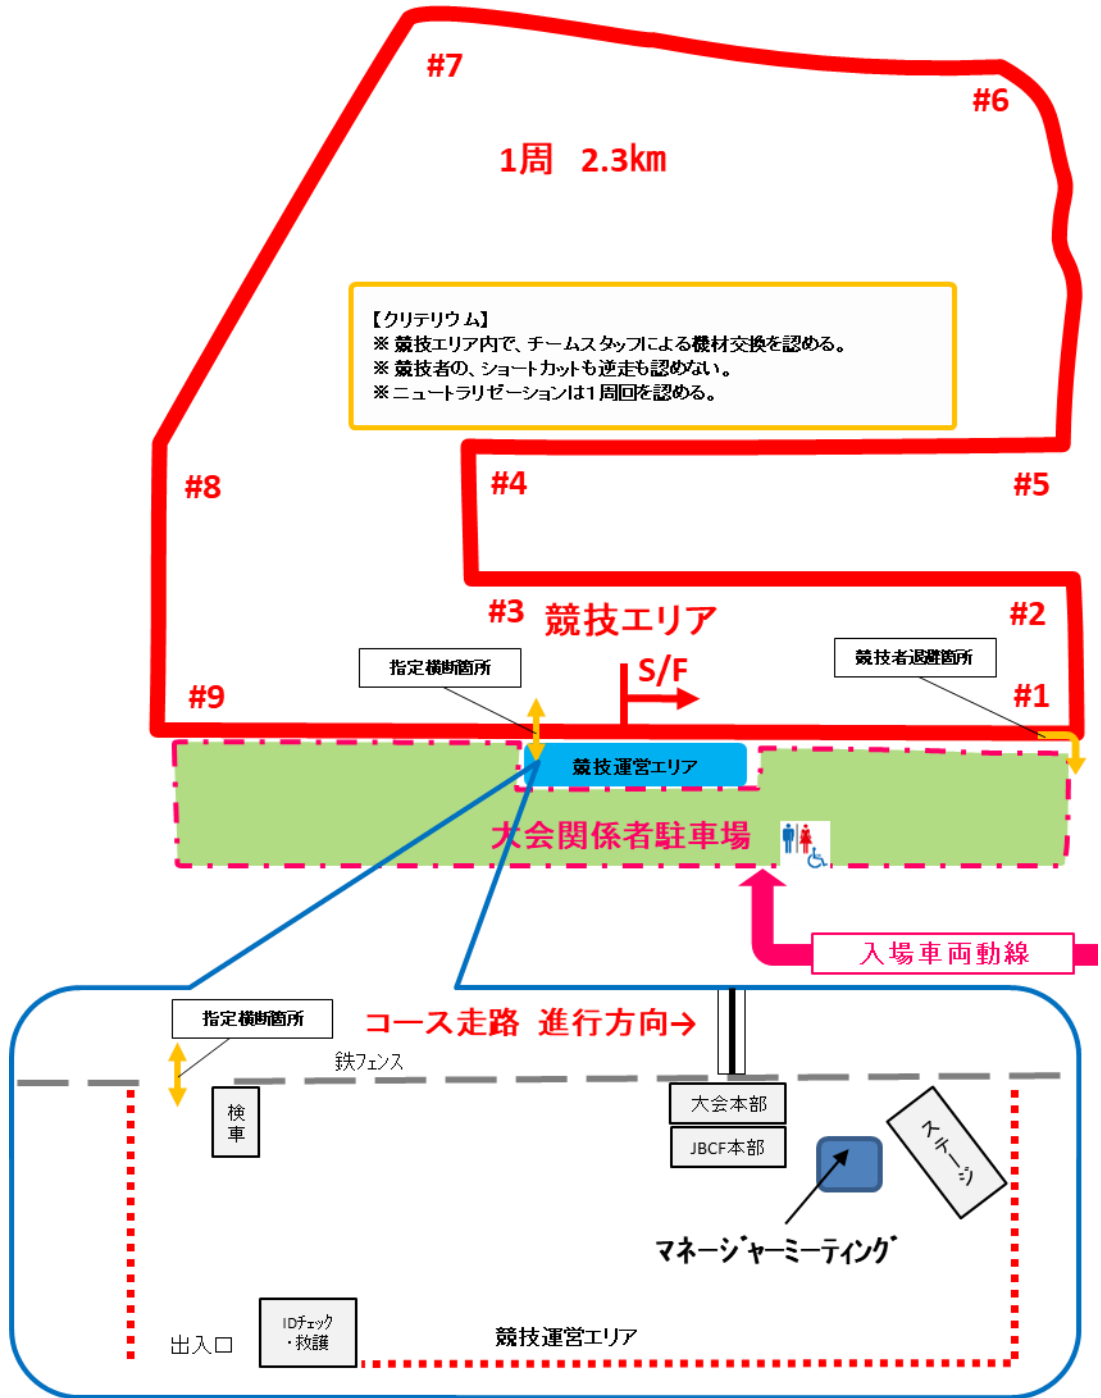 #7
#6
1周 2.3㎞
【クリテリウム】
※ 競技エリア内で、チームスタッフによる機材交換を認める。
※ 競技者の、ショートカットも逆走も認めない。
※ニュートラリゼーションは1周回を認める。
#8
#4
#5
#3
競技エリア
#2
指定横断箇所
競技者退避箇所
S/F
#9
#1
競技運営エリア
大会関係者駐車場
入場車両動線
指定横断箇所
コース走路 進行方向→
鉄フェンス
検車
大会本部
JBCF本部
ステージ
マネージャーミーティング
IDチェック
・救護
出入口
競技運営エリア